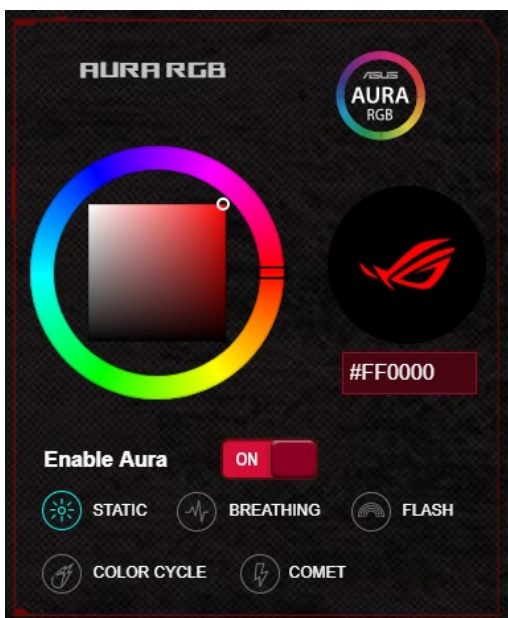 AURA RGB
ASUS
AURA
RGB
#FF0000
Enable Aura ON
STATIC BREATHING FLASH
COLOR CYCLE COMET